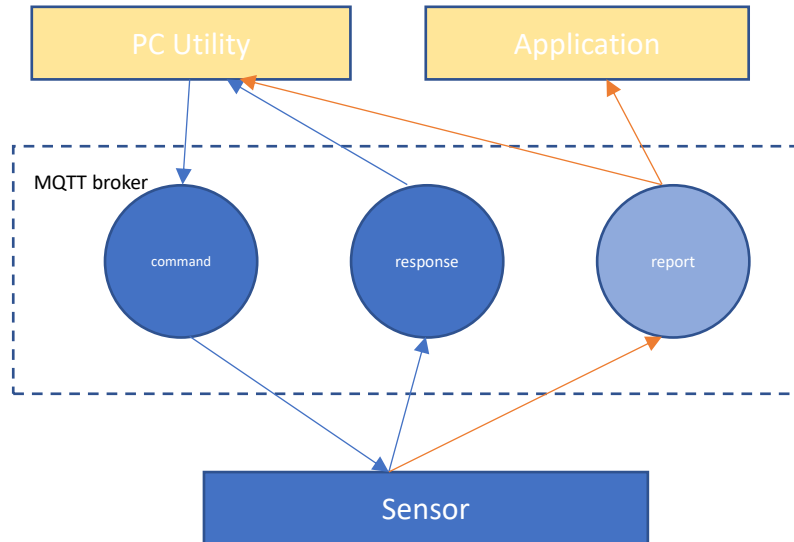 PC Utility
Application
MQTT broker
command
response
report
Sensor